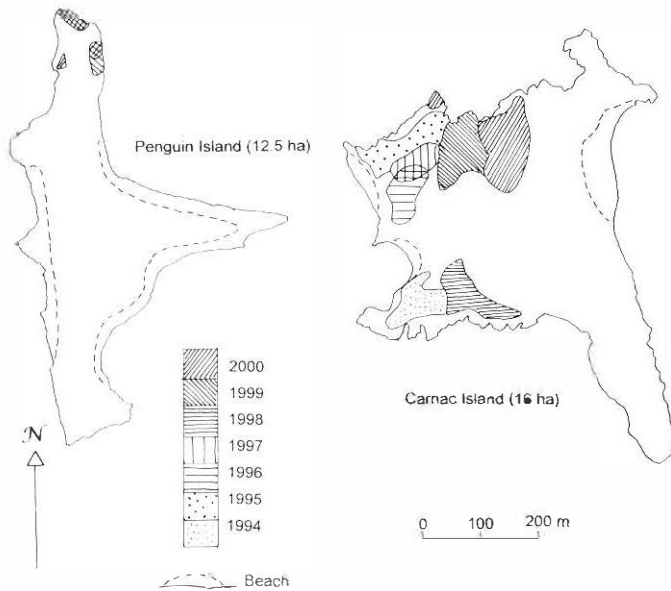 Penguin Island (12.5 ha)
Carnac Island (16 ha)
2000
1999
1998
1997
1996
1995
1994
N
Beach
0 100 200 m